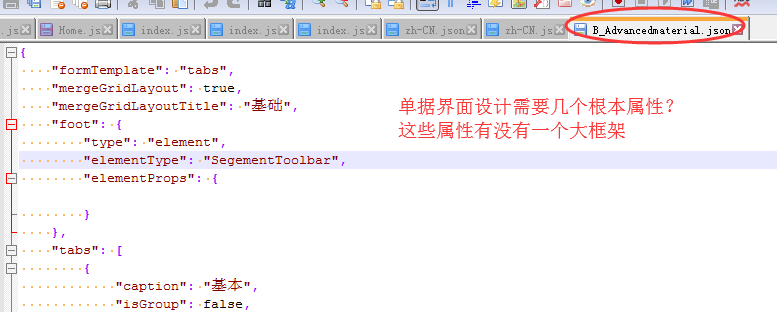 .js Home.js index.js index.js index.js zh-CN.js zh-CN.js B_Advancedmaterial.json
{
"formTemplate": "tabs",
"mergeGridLayout": true,
"mergeGridLayoutTitle": "基础",
"foot": {
"type": "element",
"elementType": "SegementToolbar",
"elementProps": {
}
},
"tabs": [
{
"caption": "基本",
"isGroup": false,
单据界面设计需要几个根本属性？
这些属性有没有一个大框架